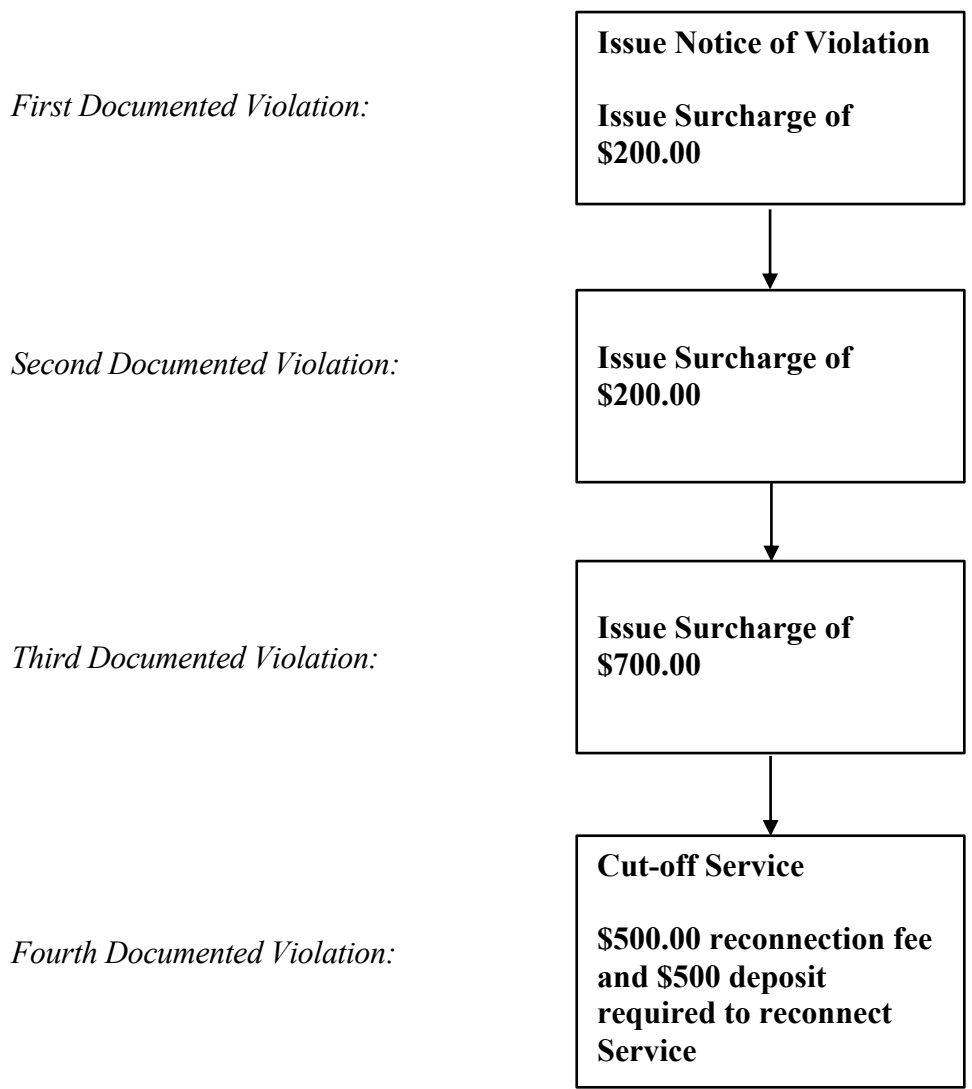 Issue Notice of Violation
First Documented Violation:
Issue Surcharge of
$200.00
Second Documented Violation:
Issue Surcharge of
$200.00
Third Documented Violation:
Issue Surcharge of
$700.00
Cut-off Service
Fourth Documented Violation:
$500.00 reconnection fee
and $500 deposit
required to reconnect
Service